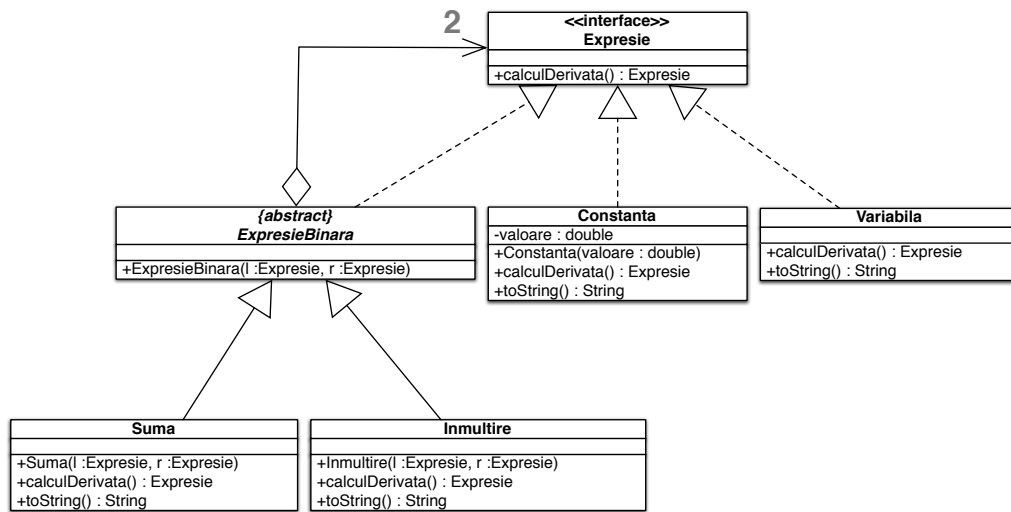 2
<<interface>>
Expresie
+calculDerivata() : Expresie
{abstract}
ExpresieBinara
+ExpresieBinara(l :Expresie, r :Expresie)
Constanta
-valoare : double
+Constanta(valoare : double)
+calculDerivata() : Expresie
+toString() : String
Variabila
+calculDerivata() : Expresie
+toString() : String
Suma
+Suma(l :Expresie, r :Expresie)
+calculDerivata() : Expresie
+toString() : String
Inmultire
+Inmultire(l :Expresie, r :Expresie)
+calculDerivata() : Expresie
+toString() : String